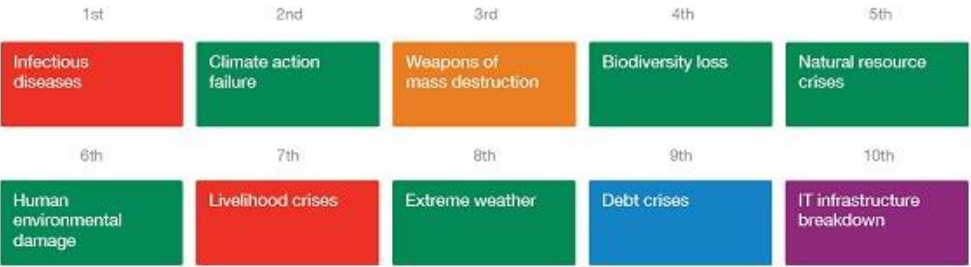 1st 2nd 3rd 4th 5th
Infectious
diseases
Climate action
failure
Weapons of
mass destruction
Biodiversity loss
Natural resource
crises
6th 7th 8th 9th 10th
Human
environmental
damage
Livelihood crises
Extreme weather
Debt crises
IT infrastructure
breakdown